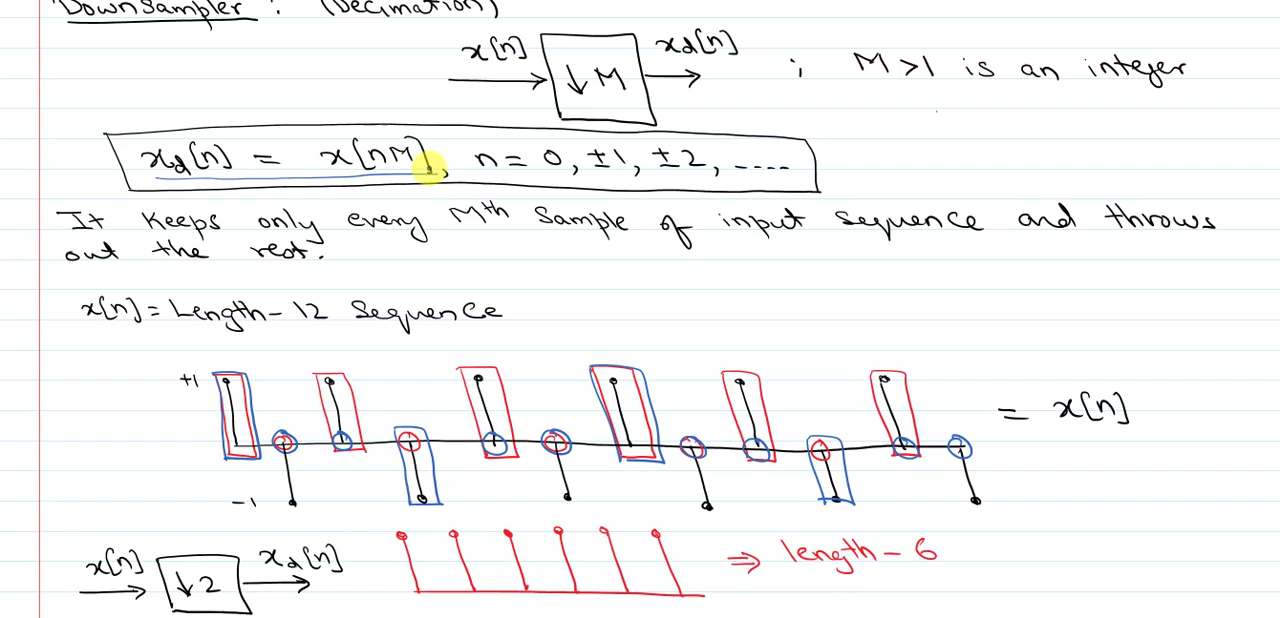 DownSampler : (Decimation)
x[n] ↓M xd[n] ; M>1 is an integer
xd[n] = x[nM], n = 0, ±1, ±2, ....
It keeps only every Mth sample of input sequence and throws
out the rest.
x[n] = Length-12 Sequence
+1
= x[n]
-1
x[n] ↓2 xd[n] ⇒ length-6